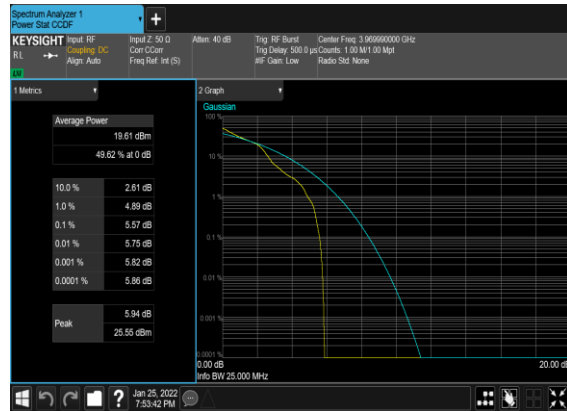 Spectrum Analyzer 1
Power Stat CCDF
KEYSIGHT
R L
Input: RF
Coupling: DC
Align: Auto
Input Z: 50 Ω
Corr CCorr
Freq Ref: Int (S)
Atten: 40 dB
Trig: RF Burst
Trig Delay: 500.0 µs
#IF Gain: Low
Center Freq: 3.969990000 GHz
Counts: 1.00 M/1.00 Mpt
Radio Std: None
1 Metrics
Average Power
19.61 dBm
49.62 % at 0 dB
10.0 % 2.61 dB
1.0 % 4.89 dB
0.1 % 5.57 dB
0.01 % 5.75 dB
0.001 % 5.82 dB
0.0001 % 5.86 dB
Peak
5.94 dB
25.55 dBm
2 Graph
Gaussian
100 %
10 %
1 %
0.1 %
0.01 %
0.001 %
0.0001 %
0.00 dB
20.00 dB
Info BW 25.000 MHz
?
Jan 25, 2022
7:53:42 PM